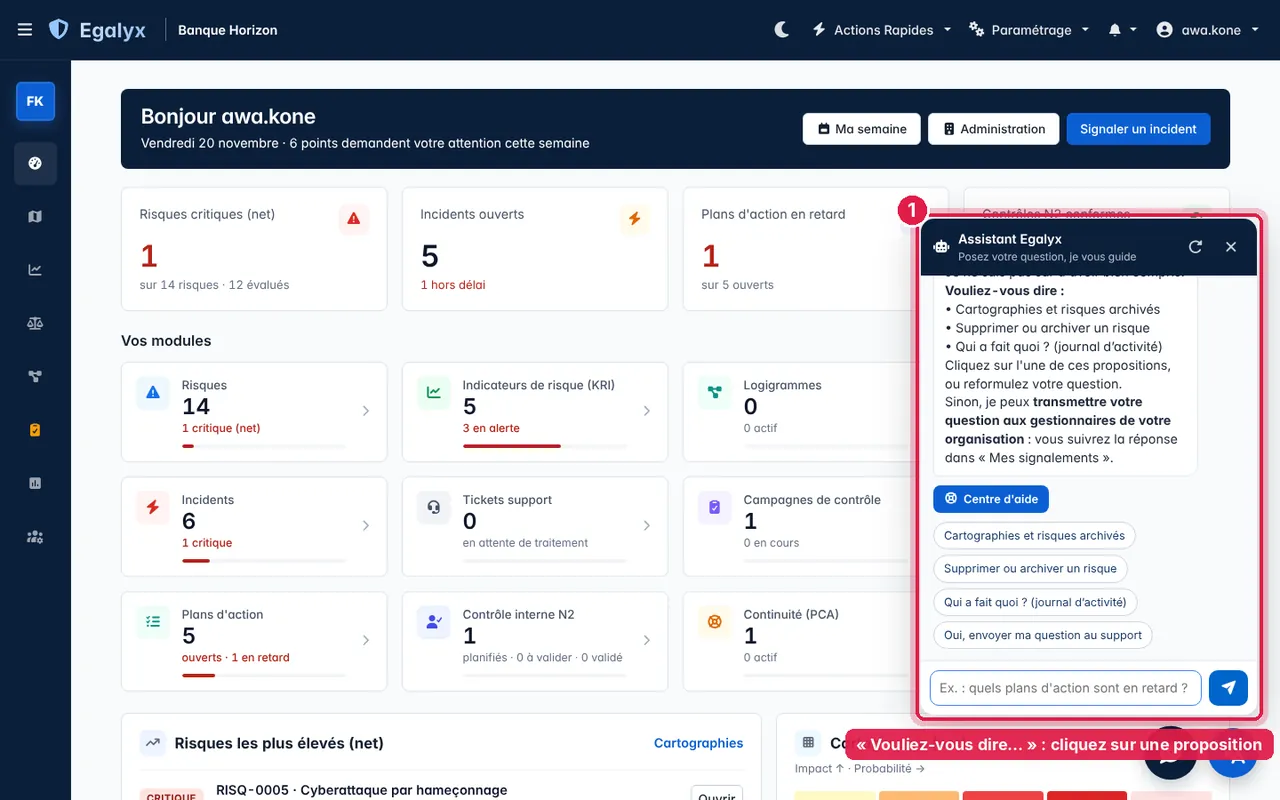 Egalyx
Banque Horizon
Actions Rapides
Paramétrage
awa.kone
FK
Bonjour awa.kone
Vendredi 20 novembre · 6 points demandent votre attention cette semaine
Ma semaine
Administration
Signaler un incident
Risques critiques (net)
1
sur 14 risques · 12 évalués
Incidents ouverts
5
1 hors délai
Plans d'action en retard
1
sur 5 ouverts
Contrôles N2 conformes
Vos modules
Risques
14
1 critique (net)
Indicateurs de risque (KRI)
5
3 en alerte
Logigrammes
0
0 actif
Incidents
6
1 critique
Tickets support
0
en attente de traitement
Campagnes de contrôle
1
0 en cours
Plans d'action
5
ouverts · 1 en retard
Contrôle interne N2
1
planifiés · 0 à valider · 0 validé
Continuité (PCA)
1
0 actif
Risques les plus élevés (net)
Cartographies
CRITIQUE
RISQ-0005 · Cyberattaque par hameçonnage
Ouvrir
Impact ↑ · Probabilité →
1
Assistant Egalyx
Posez votre question, je vous guide
Vouliez-vous dire :
• Cartographies et risques archivés
• Supprimer ou archiver un risque
• Qui a fait quoi ? (journal d'activité)
Cliquez sur l'une de ces propositions,
ou reformulez votre question.
Sinon, je peux transmettre votre
question aux gestionnaires de votre
organisation : vous suivrez la réponse
dans « Mes signalements ».
Centre d'aide
Cartographies et risques archivés
Supprimer ou archiver un risque
Qui a fait quoi ? (journal d'activité)
Oui, envoyer ma question au support
Ex. : quels plans d'action sont en retard ?
« Vouliez-vous dire... » : cliquez sur une proposition